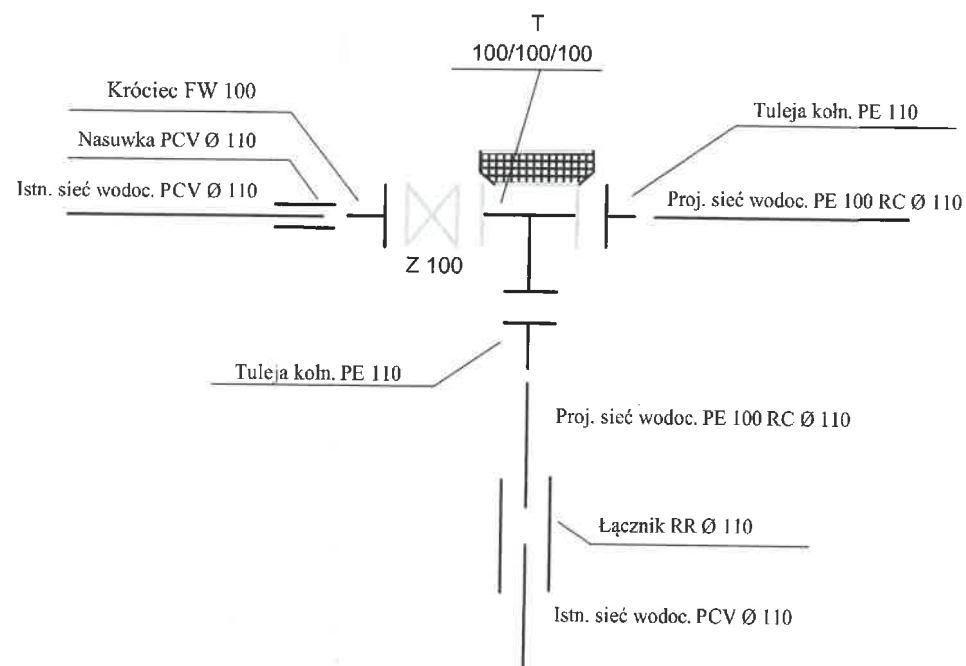 T
100/100/100
Króciec FW 100
Tuleja kołn. PE 110
Nasuwka PCV Ø 110
Istn. sieć wodoc. PCV Ø 110
Proj. sieć wodoc. PE 100 RC Ø 110
Z 100
Tuleja kołn. PE 110
Proj. sieć wodoc. PE 100 RC Ø 110
Łącznik RR Ø 110
Istn. sieć wodoc. PCV Ø 110